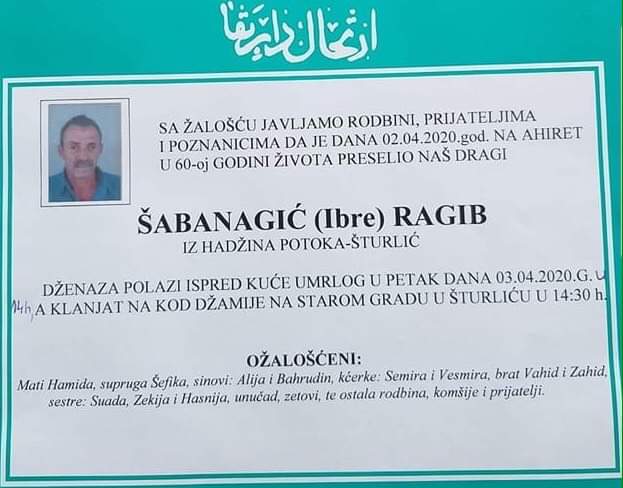 ارتحال دار بقا
SA ŽALOŠĆU JAVLJAMO RODBINI, PRIJATELJIMA
I POZNANICIMA DA JE DANA 02.04.2020.god. NA AHIRET
U 60-oj GODINI ŽIVOTA PRESELIO NAŠ DRAGI
ŠABANAGIĆ (Ibre) RAGIB
IZ HADŽINA POTOKA-ŠTURLIĆ
DŽENAZA POLAZI ISPRED KUĆE UMRLOG U PETAK DANA 03.04.2020.G. u
14h, A KLANJAT NA KOD DŽAMIJE NA STAROM GRADU U ŠTURLIĆU U 14:30 h.
OŽALOŠĆENI:
Mati Hamida, supruga Šefika, sinovi: Alija i Bahrudin, kćerke: Semira i Vesmira, brat Vahid i Zahid,
sestre: Suada, Zekija i Hasnija, unučad, zetovi, te ostala rodbina, komšije i prijatelji.